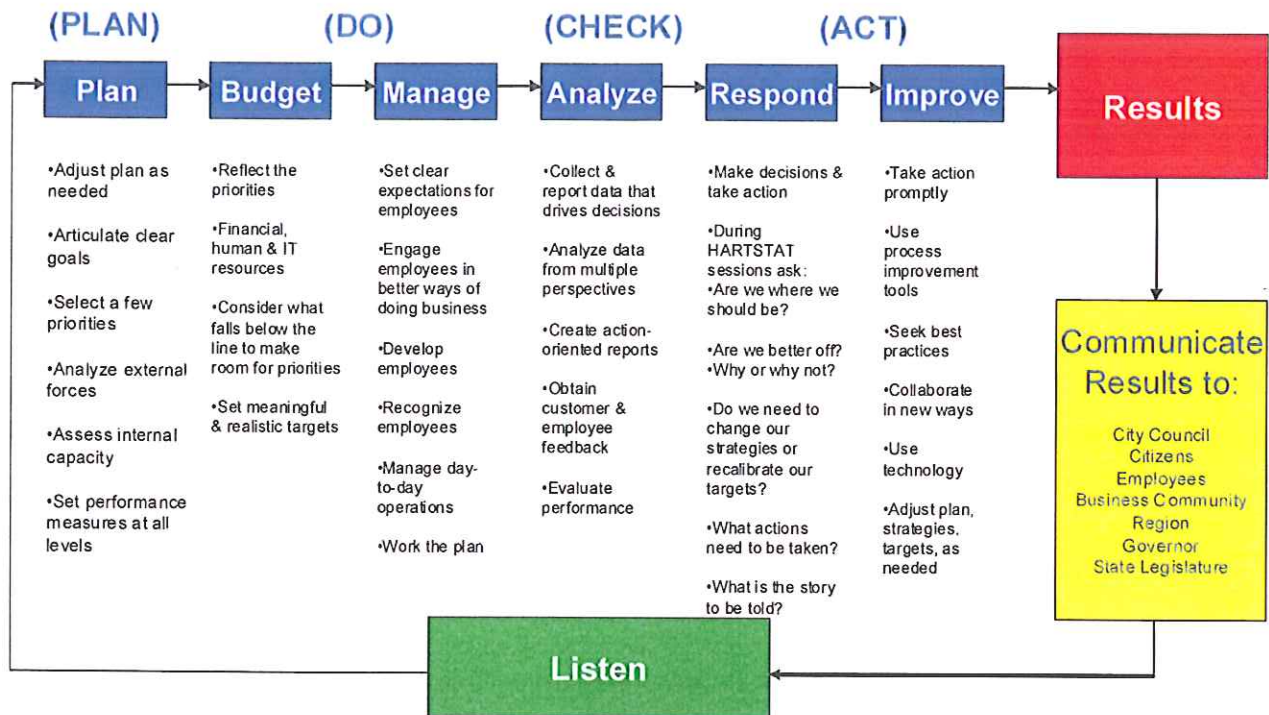 (PLAN)
(DO)
(CHECK)
(ACT)
Plan
Budget
Manage
Analyze
Respond
Improve
Results
•Adjust plan as
needed
•Articulate clear
goals
•Select a few
priorities
•Analyze external
forces
•Assess internal
capacity
•Set performance
measures at all
levels
•Reflect the
priorities
•Financial,
human & IT
resources
•Consider what
falls below the
line to make
room for priorities
•Set meaningful
& realistic targets
•Set clear
expectations for
employees
•Engage
employees in
better ways of
doing business
•Develop
employees
•Recognize
employees
•Manage day-
to-day
operations
•Work the plan
•Collect &
report data that
drives decisions
•Analyze data
from multiple
perspectives
•Create action-
oriented reports
•Obtain
customer &
employee
feedback
•Evaluate
performance
•Make decisions &
take action
•During
HARTSTAT
sessions ask:
•Are we where we
should be?
•Are we better off?
•Why or why not?
•Do we need to
change our
strategies or
recalibrate our
targets?
•What actions
need to be taken?
•What is the story
to be told?
•Take action
promptly
•Use
process
improvement
tools
•Seek best
practices
•Collaborate
in new ways
•Use
technology
•Adjust plan,
strategies,
targets, as
needed
Communicate
Results to:
City Council
Citizens
Employees
Business Community
Region
Governor
State Legislature
Listen